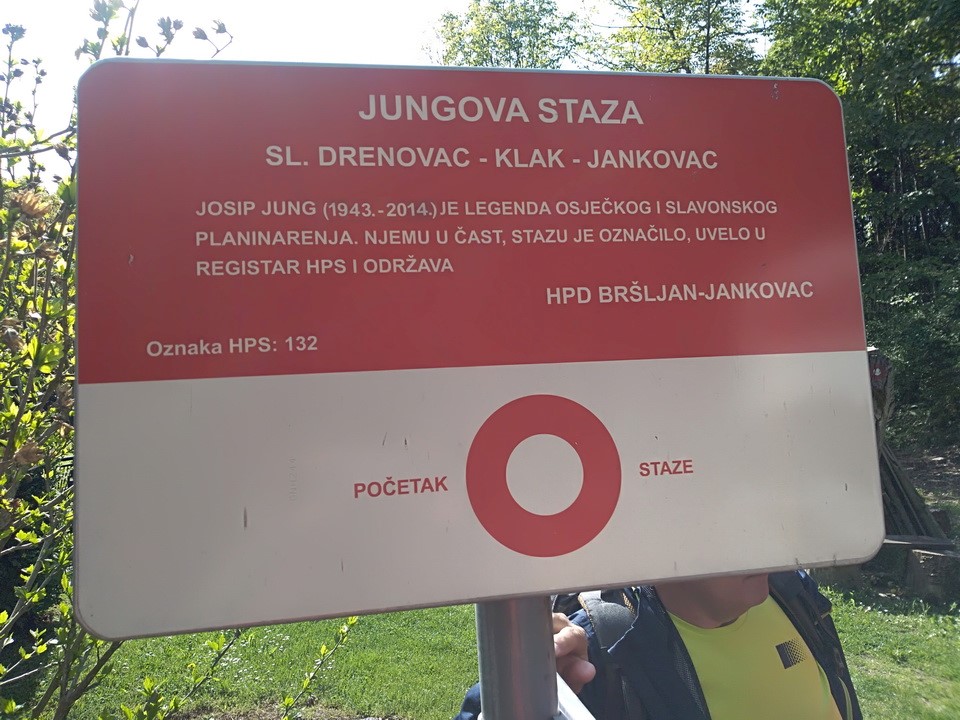 JUNGOVA STAZA
SL. DRENOVAC - KLAK - JANKOVAC
JOSIP JUNG (1943.-2014.) JE LEGENDA OSJEČKOG I SLAVONSKOG
PLANINARENJA. NJEMU U ČAST, STAZU JE OZNAČILO, UVELO U
REGISTAR HPS I ODRŽAVA
HPD BRŠLJAN-JANKOVAC
Oznaka HPS: 132
POČETAK STAZE